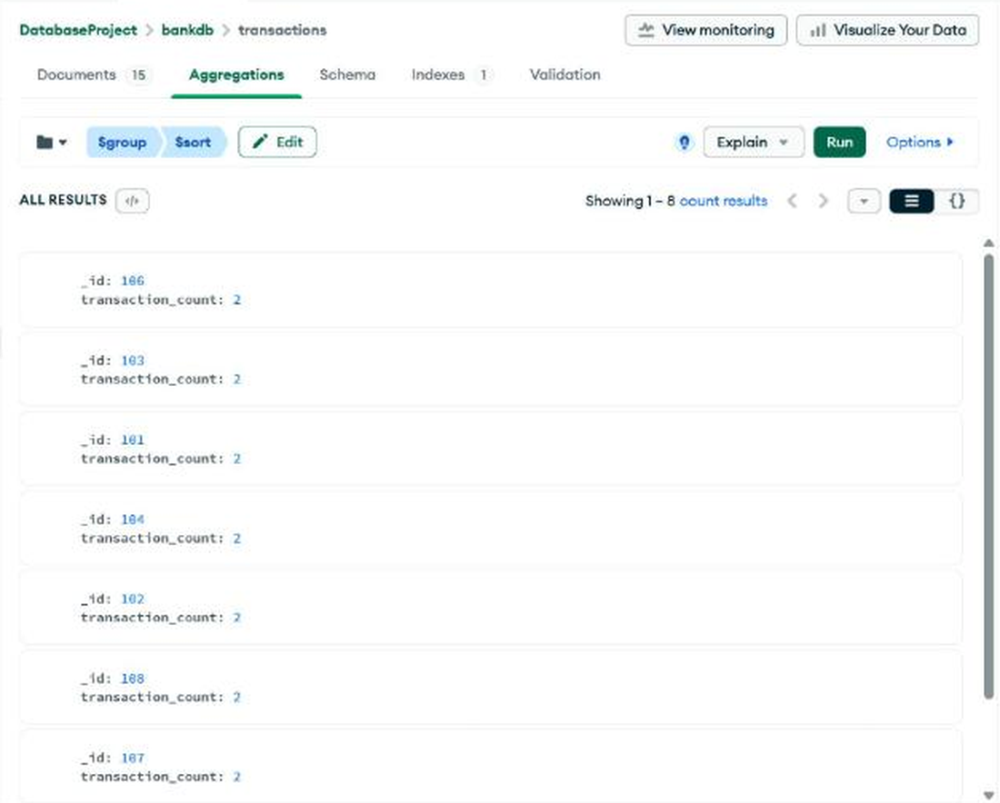 DatabaseProject > bankdb > transactions
View monitoring
Visualize Your Data
Documents 15
Aggregations
Schema
Indexes 1
Validation
$group
$sort
Edit
Explain
Run
Options
ALL RESULTS </>
Showing 1 – 8 count results
{}
_id: 106
transaction_count: 2
_id: 103
transaction_count: 2
_id: 101
transaction_count: 2
_id: 104
transaction_count: 2
_id: 102
transaction_count: 2
_id: 108
transaction_count: 2
_id: 107
transaction_count: 2